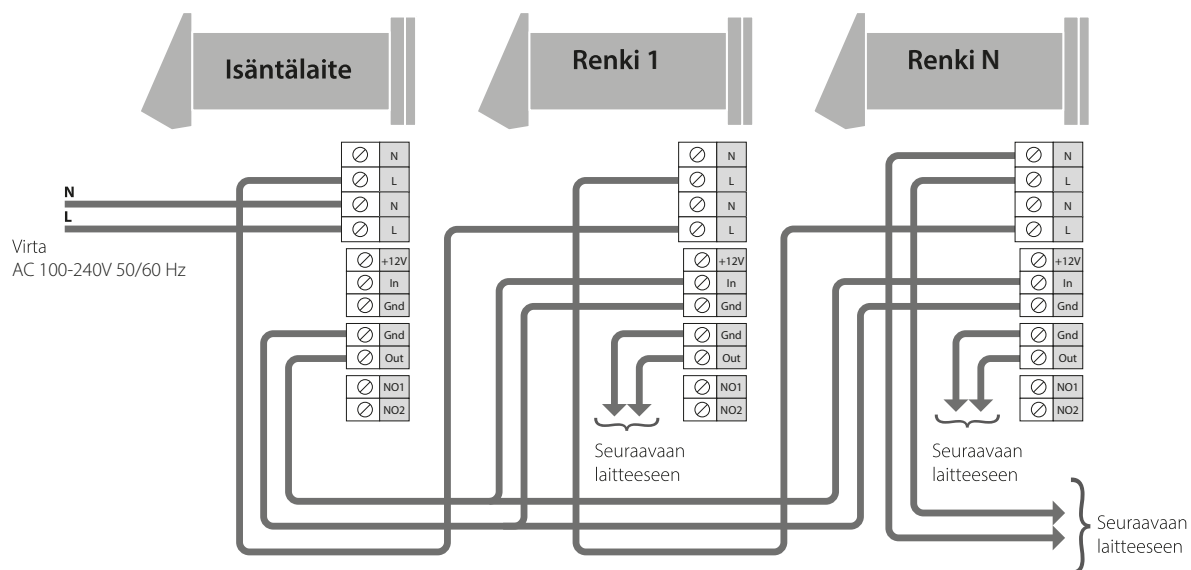 Isäntälaite
Renki 1
Renki N
N
L
Virta
AC 100-240V 50/60 Hz
N
L
N
L
+12V
In
Gnd
Gnd
Out
NO1
NO2
N
L
N
L
+12V
In
Gnd
Gnd
Out
NO1
NO2
Seuraavaan
laitteeseen
N
L
N
L
+12V
In
Gnd
Gnd
Out
NO1
NO2
Seuraavaan
laitteeseen
Seuraavaan
laitteeseen